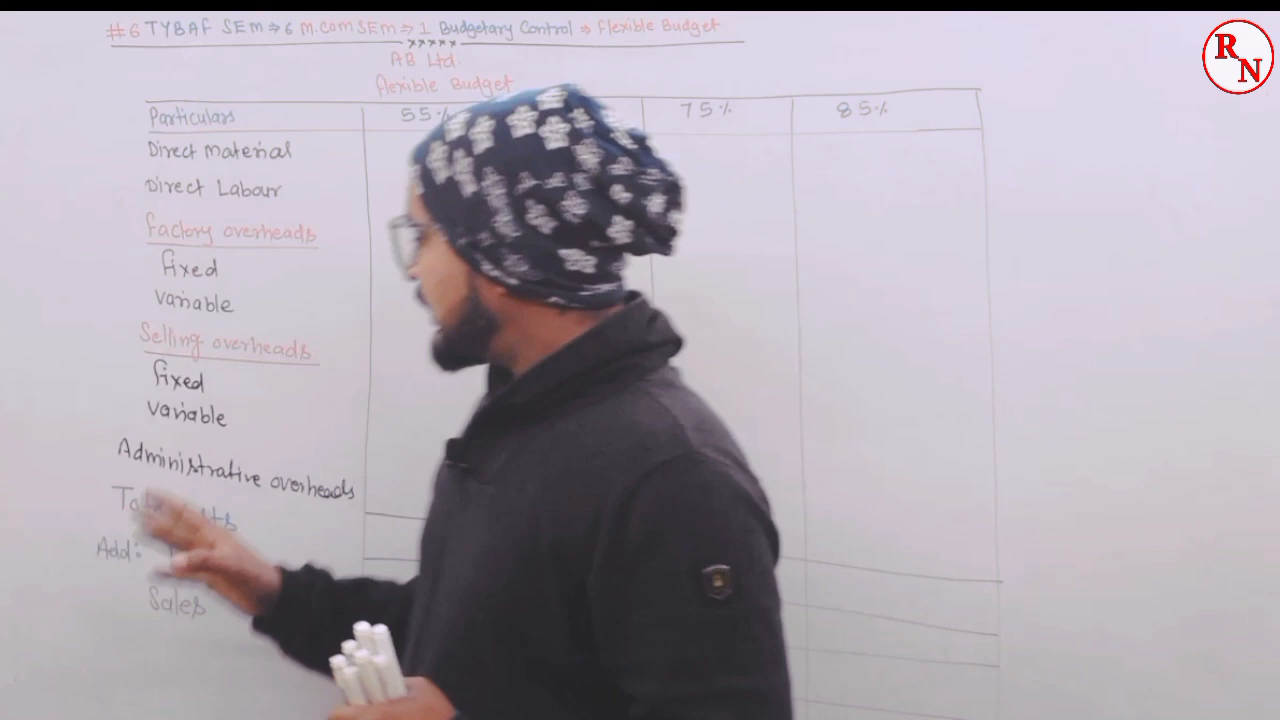 #6 TYBAF SEm ⇒ 6 M.COM SEm ⇒ 1 Budgetary Control ⇒ Flexible Budget
×××××
AB Ltd.
Flexible Budget
Particulars 55% 75% 85%
Direct Material
Direct Labour
Factory overheads
Fixed
Variable
Selling overheads
Fixed
Variable
Administrative overheads
Add:
Sales
RN